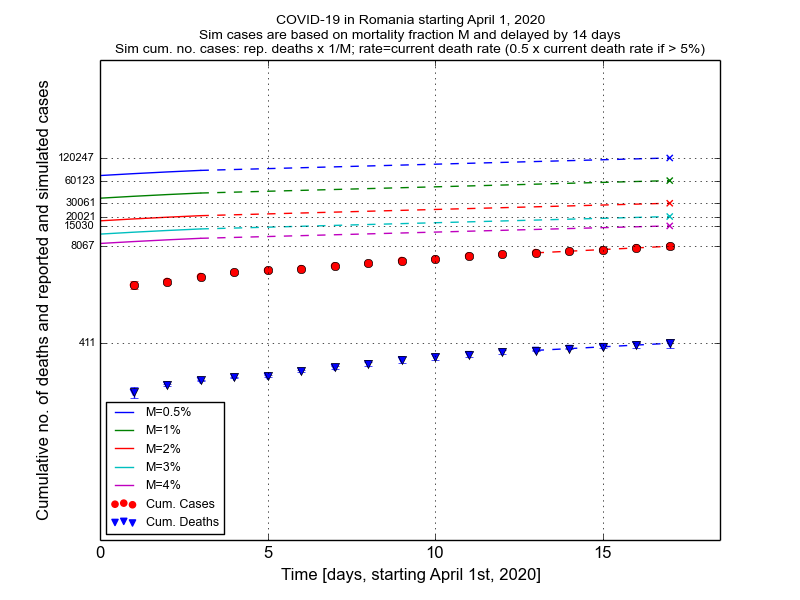 COVID-19 in Romania starting April 1, 2020
Sim cases are based on mortality fraction M and delayed by 14 days
Sim cum. no. cases: rep. deaths x 1/M; rate=current death rate (0.5 x current death rate if > 5%)
Cumulative no. of deaths and reported and simulated cases
120247
60123
30061
20021
15030
8067
411
M=0.5%
M=1%
M=2%
M=3%
M=4%
Cum. Cases
Cum. Deaths
0 5 10 15
Time [days, starting April 1st, 2020]